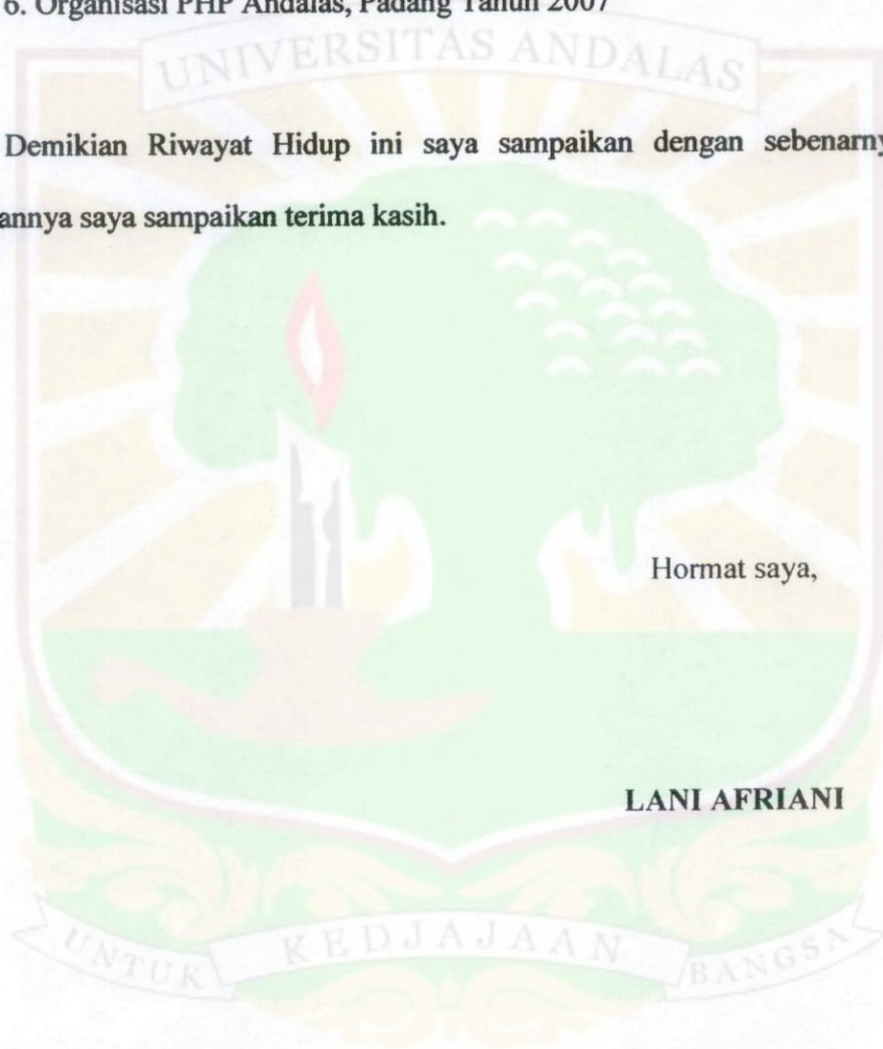 6. Organisasi PHP Andalas, Padang Tahun 2007
UNIVERSITAS ANDALAS
Demikian Riwayat Hidup ini saya sampaikan dengan sebenarny
annya saya sampaikan terima kasih.
Hormat saya,
LANI AFRIANI
UNTUK KEDJAJAAN BANGSA